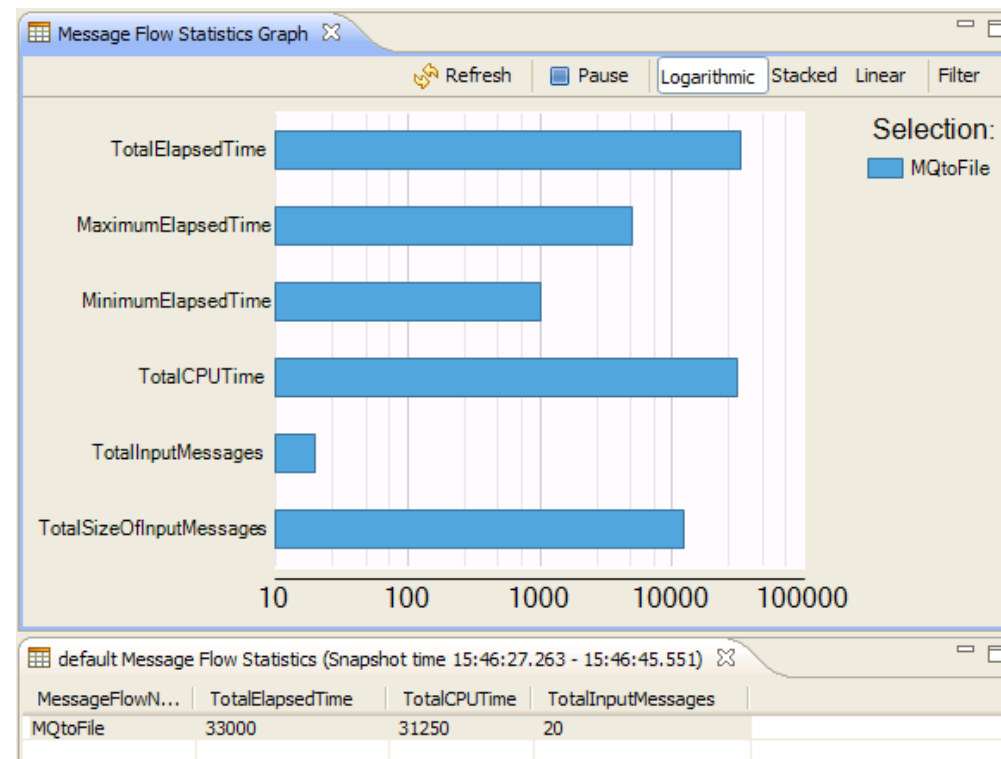 Message Flow Statistics Graph
Refresh Pause Logarithmic Stacked Linear Filter
Selection:
MQtoFile
TotalElapsedTime
MaximumElapsedTime
MinimumElapsedTime
TotalCPUTime
TotalInputMessages
TotalSizeOfInputMessages
10 100 1000 10000 100000
default Message Flow Statistics (Snapshot time 15:46:27.263 - 15:46:45.551)
MessageFlowN... TotalElapsedTime TotalCPUTime TotalInputMessages
MQtoFile 33000 31250 20